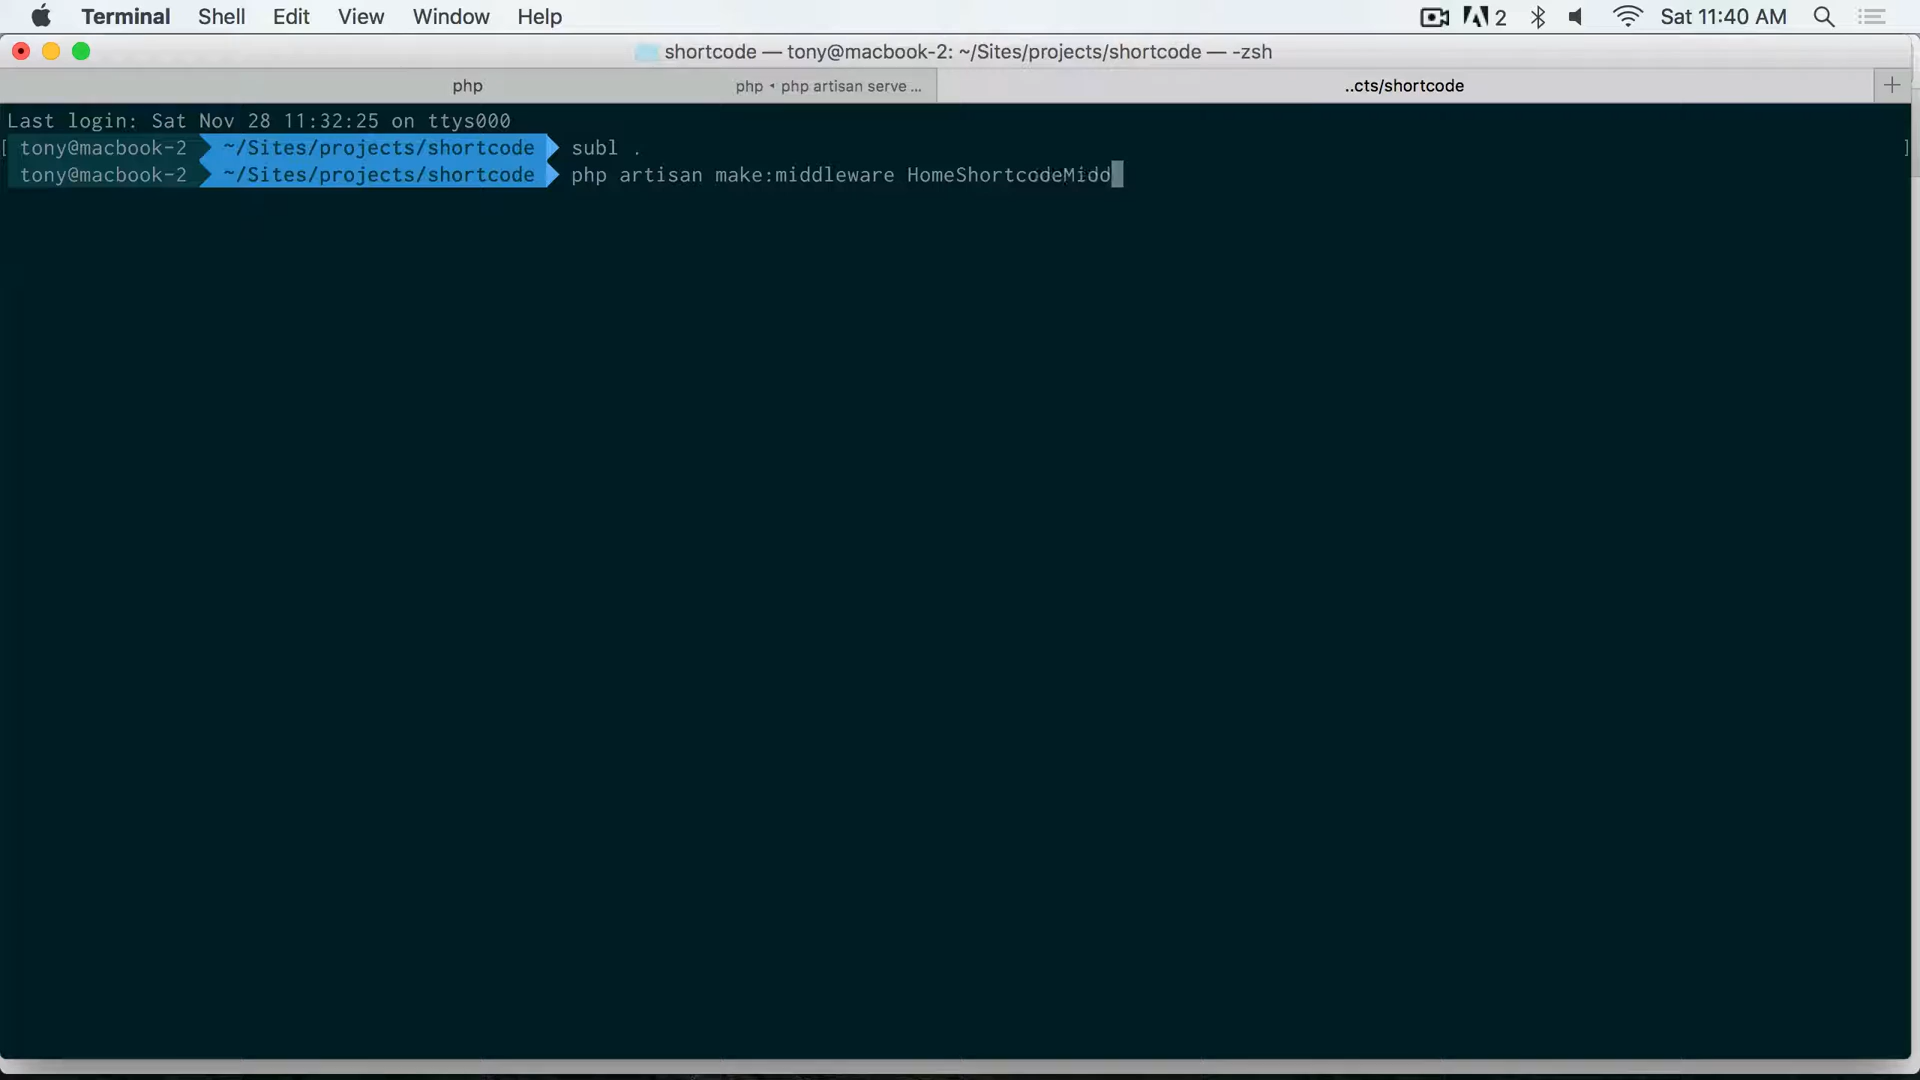 Terminal Shell Edit View Window Help 2 Sat 11:40 AM
shortcode — tony@macbook-2: ~/Sites/projects/shortcode — -zsh
php php • php artisan serve ... ..cts/shortcode +
Last login: Sat Nov 28 11:32:25 on ttys000
[ tony@macbook-2 ~/Sites/projects/shortcode subl . ]
tony@macbook-2 ~/Sites/projects/shortcode php artisan make:middleware HomeShortcodeMidd